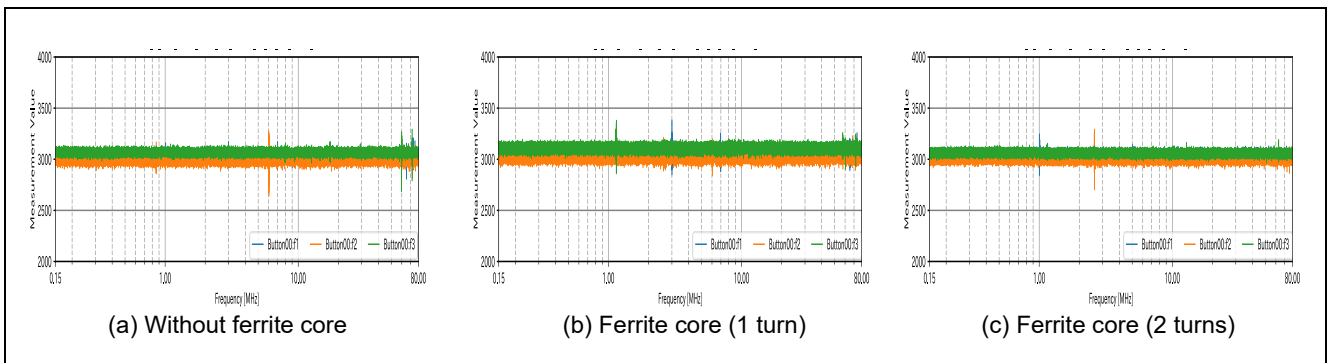 4000
3500
3000
2500
2000
Measurement Value
Button00:f1 Button00:f2 Button00:f3
0.15 1.00 10.00 80.00
Frequency [MHz]
(a) Without ferrite core
4000
3500
3000
2500
2000
Measurement Value
Button00:f1 Button00:f2 Button00:f3
0.15 1.00 10.00 80.00
Frequency [MHz]
(b) Ferrite core (1 turn)
4000
3500
3000
2500
2000
Measurement Value
Button00:f1 Button00:f2 Button00:f3
0.15 1.00 10.00 80.00
Frequency [MHz]
(c) Ferrite core (2 turns)